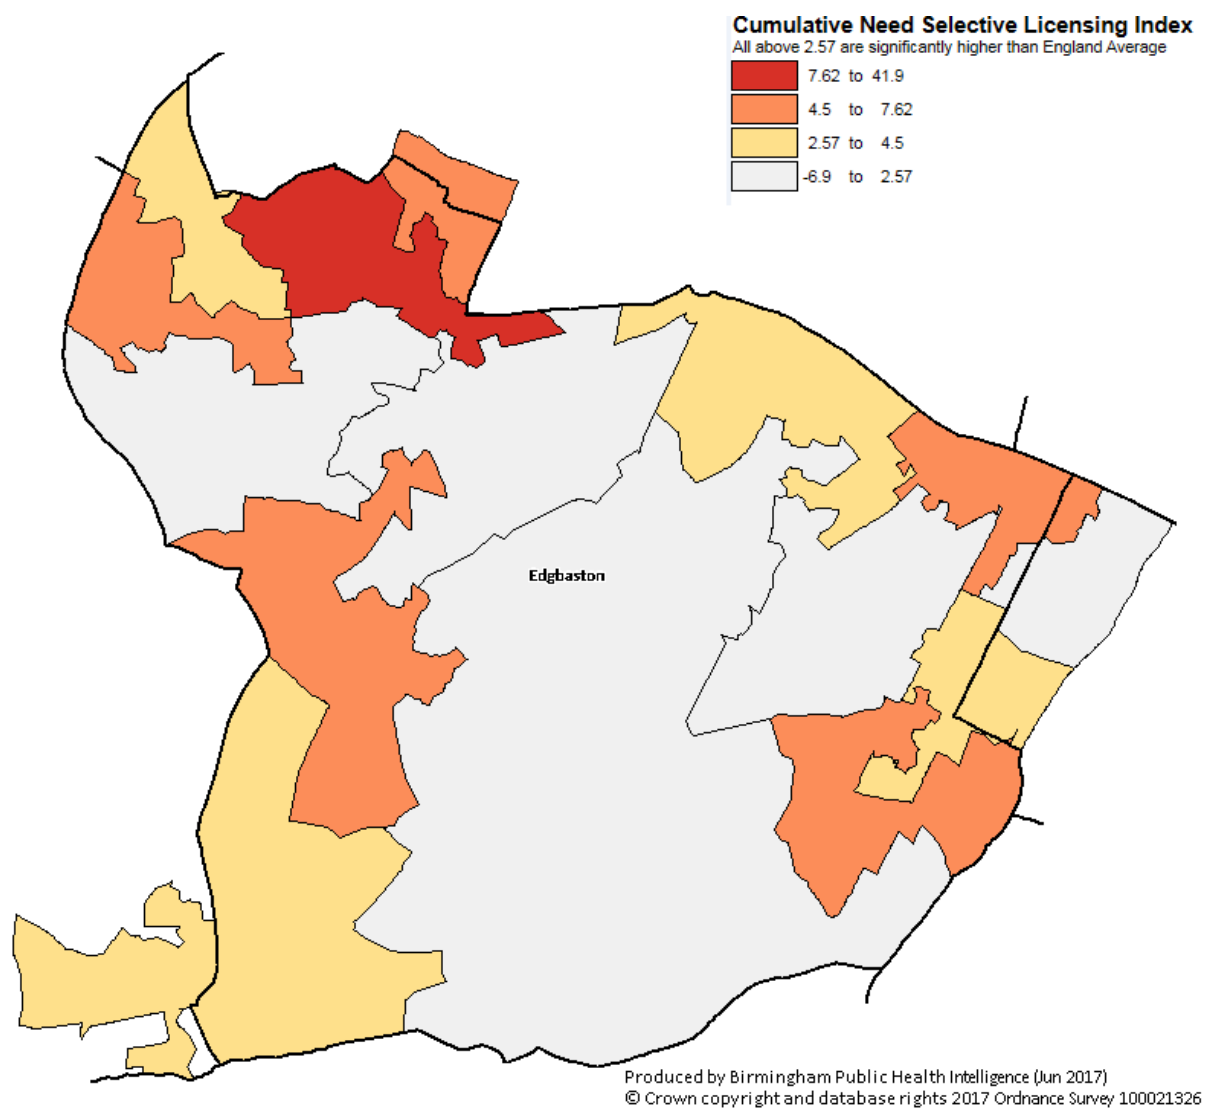 Cumulative Need Selective Licensing Index
All above 2.57 are significantly higher than England Average
7.62 to 41.9
4.5 to 7.62
2.57 to 4.5
-6.9 to 2.57
Edgbaston
Produced by Birmingham Public Health Intelligence (Jun 2017)
© Crown copyright and database rights 2017 Ordnance Survey 100021326